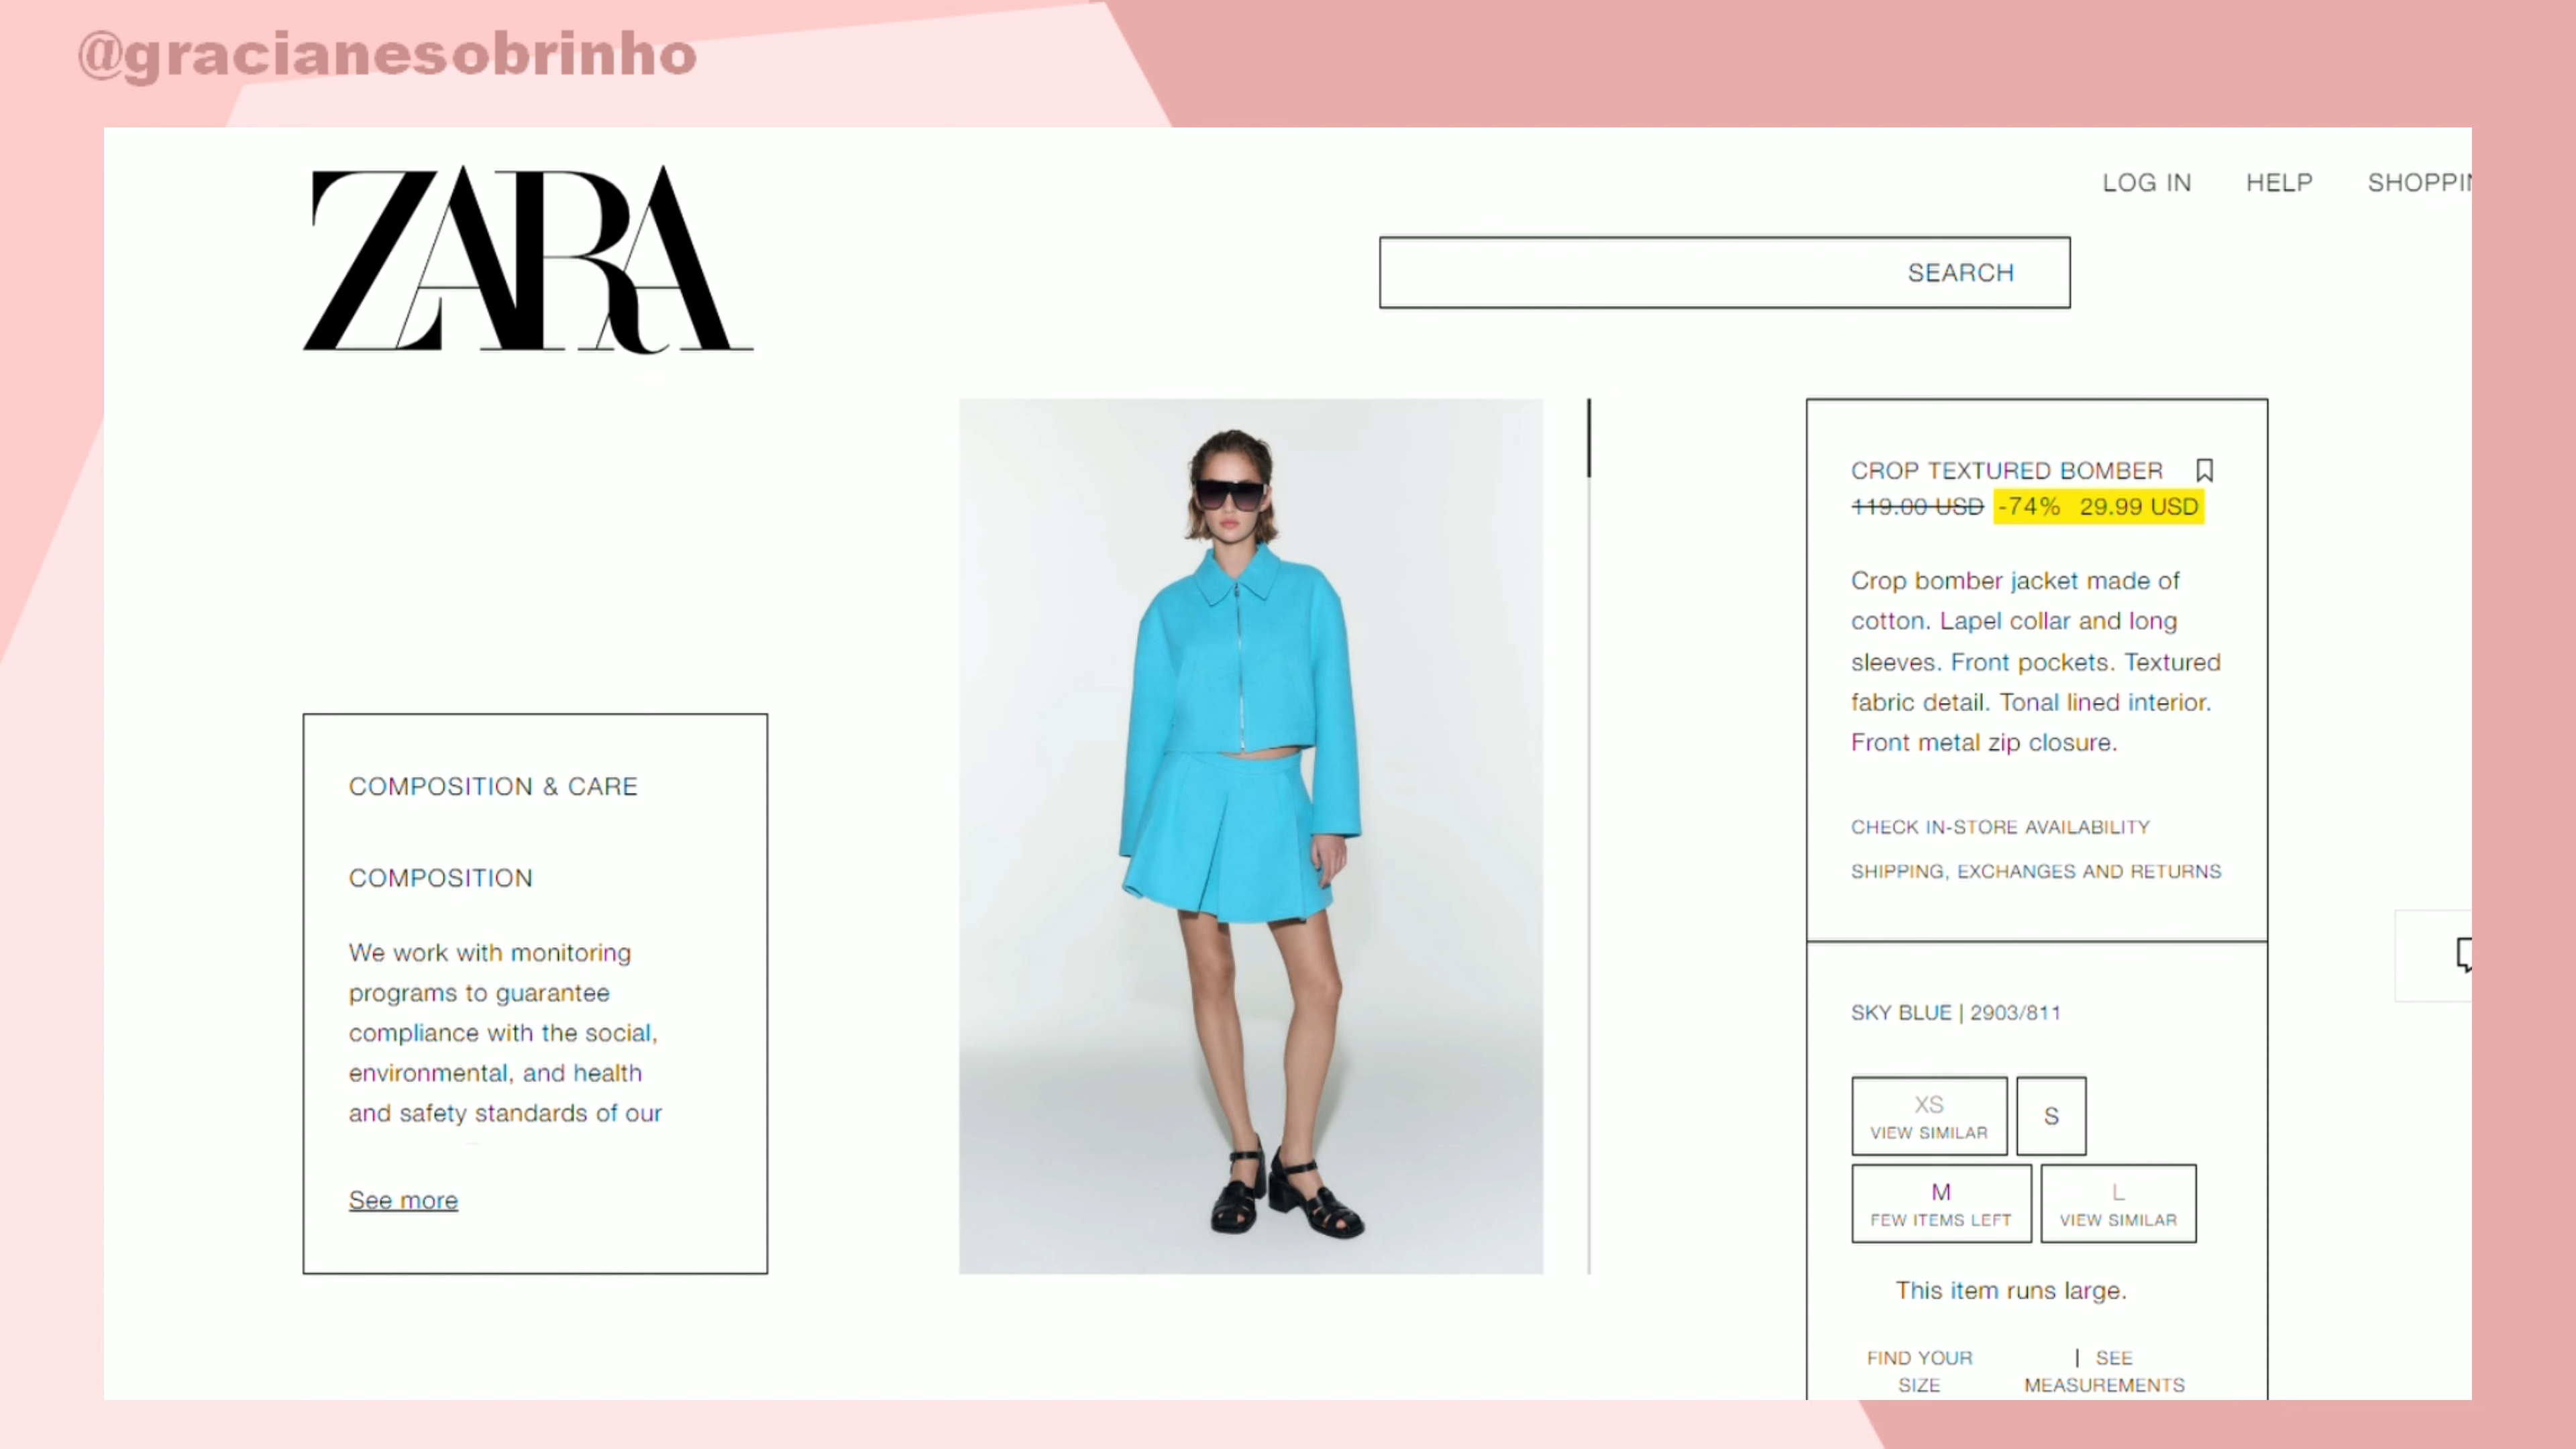 @gracianesobrinho
ZARA
LOG IN
HELP
SHOPPIN
SEARCH
CROP TEXTURED BOMBER
119.00 USD -74% 29.99 USD
Crop bomber jacket made of
cotton. Lapel collar and long
sleeves. Front pockets. Textured
fabric detail. Tonal lined interior.
Front metal zip closure.
CHECK IN-STORE AVAILABILITY
SHIPPING, EXCHANGES AND RETURNS
COMPOSITION & CARE
COMPOSITION
We work with monitoring
programs to guarantee
compliance with the social,
environmental, and health
and safety standards of our
See more
SKY BLUE | 2903/811
XS
VIEW SIMILAR
S
M
FEW ITEMS LEFT
L
VIEW SIMILAR
This item runs large.
FIND YOUR
SIZE
| SEE
MEASUREMENTS